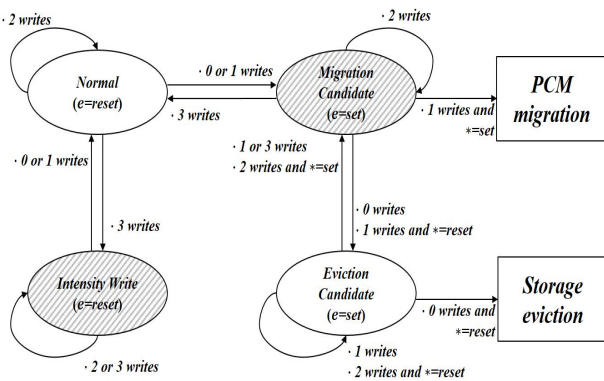 · 2 writes
· 2 writes
Normal
(e=reset)
· 0 or 1 writes
· 3 writes
Migration
Candidate
(e=set)
PCM
migration
· 1 writes and
*=set
· 0 or 1 writes
· 3 writes
· 1 or 3 writes
· 2 writes and *=set
· 0 writes
· 1 writes and *=reset
Intensity Write
(e=reset)
Eviction
Candidate
(e=set)
Storage
eviction
· 0 writes and
*=reset
· 2 or 3 writes
· 1 writes
· 2 writes and *=reset